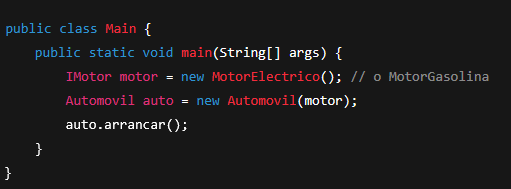 public class Main {
    public static void main(String[] args) {
        IMotor motor = new MotorElectrico(); // o MotorGasolina
        Automovil auto = new Automovil(motor);
        auto.arrancar();
    }
}